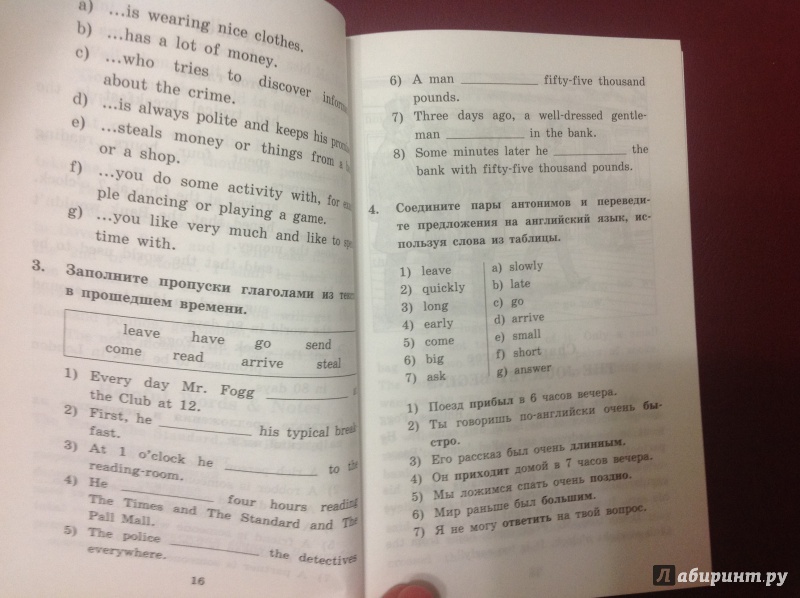 a) ...is wearing nice clothes.
b) ...has a lot of money.
c) ...who tries to discover
about the crime.
d) ...is always polite and keeps his
e) ...steals money or things from a
or a shop.
f) ...you do some activity with, for
ple dancing or playing a game.
g) ...you like very much and like to
time with.
3. Заполните пропуски глаголами из
в прошедшем времени.
leave have go send
come read arrive steal
1) Every day Mr. Fogg ____________
the Club at 12.
2) First, he ____________ his typical break
fast.
3) At 1 o'clock he ____________ to the
reading-room.
4) He ____________ four hours reading
The Times and The Standard and The
Pall Mall.
5) The police ____________ the detectives
everywhere.
16
6) A man ____________ fifty-five thousand
pounds.
7) Three days ago, a well-dressed gentle-
man ____________ in the bank.
8) Some minutes later he ____________ the
bank with fifty-five thousand pounds.
4. Соедините пары антонимов и переведи-
те предложения на английский язык, ис-
пользуя слова из таблицы.
1) leave a) slowly
2) quickly b) late
3) long c) go
4) early d) arrive
5) come e) small
6) big f) short
7) ask g) answer
1) Поезд прибыл в 6 часов вечера.
2) Ты говоришь по-английски очень бы-
стро.
3) Его рассказ был очень длинным.
4) Он приходит домой в 7 часов вечера.
5) Мы ложимся спать очень поздно.
6) Мир раньше был большим.
7) Я не могу ответить на твой вопрос.
Лабиринт.ру